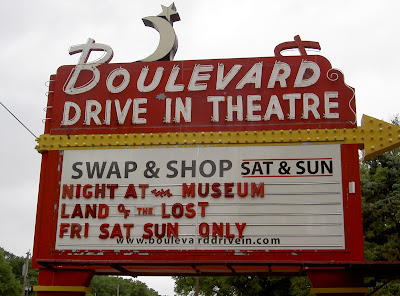 BOULEVARD
DRIVE IN THEATRE
SWAP & SHOP SAT & SUN
NIGHT AT THE MUSEUM
LAND OF THE LOST
FRI SAT SUN ONLY
www.boulevarddrivein.com